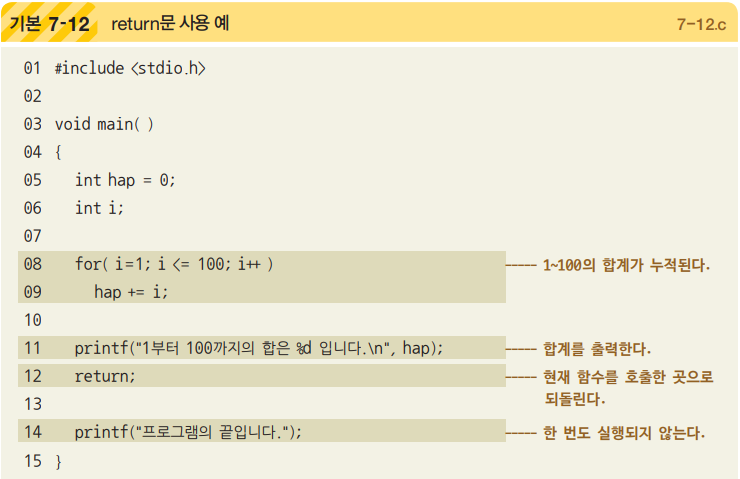 기본 7-12 return문 사용 예 7-12.c
01 #include <stdio.h>
02
03 void main( )
04 {
05 int hap = 0;
06 int i;
07
08 for( i=1; i <= 100; i++ ) 1~100의 합계가 누적된다.
09 hap += i;
10
11 printf("1부터 100까지의 합은 %d 입니다.\n", hap); 합계를 출력한다.
12 return; 현재 함수를 호출한 곳으로
13 되돌린다.
14 printf("프로그램의 끝입니다."); 한 번도 실행되지 않는다.
15 }